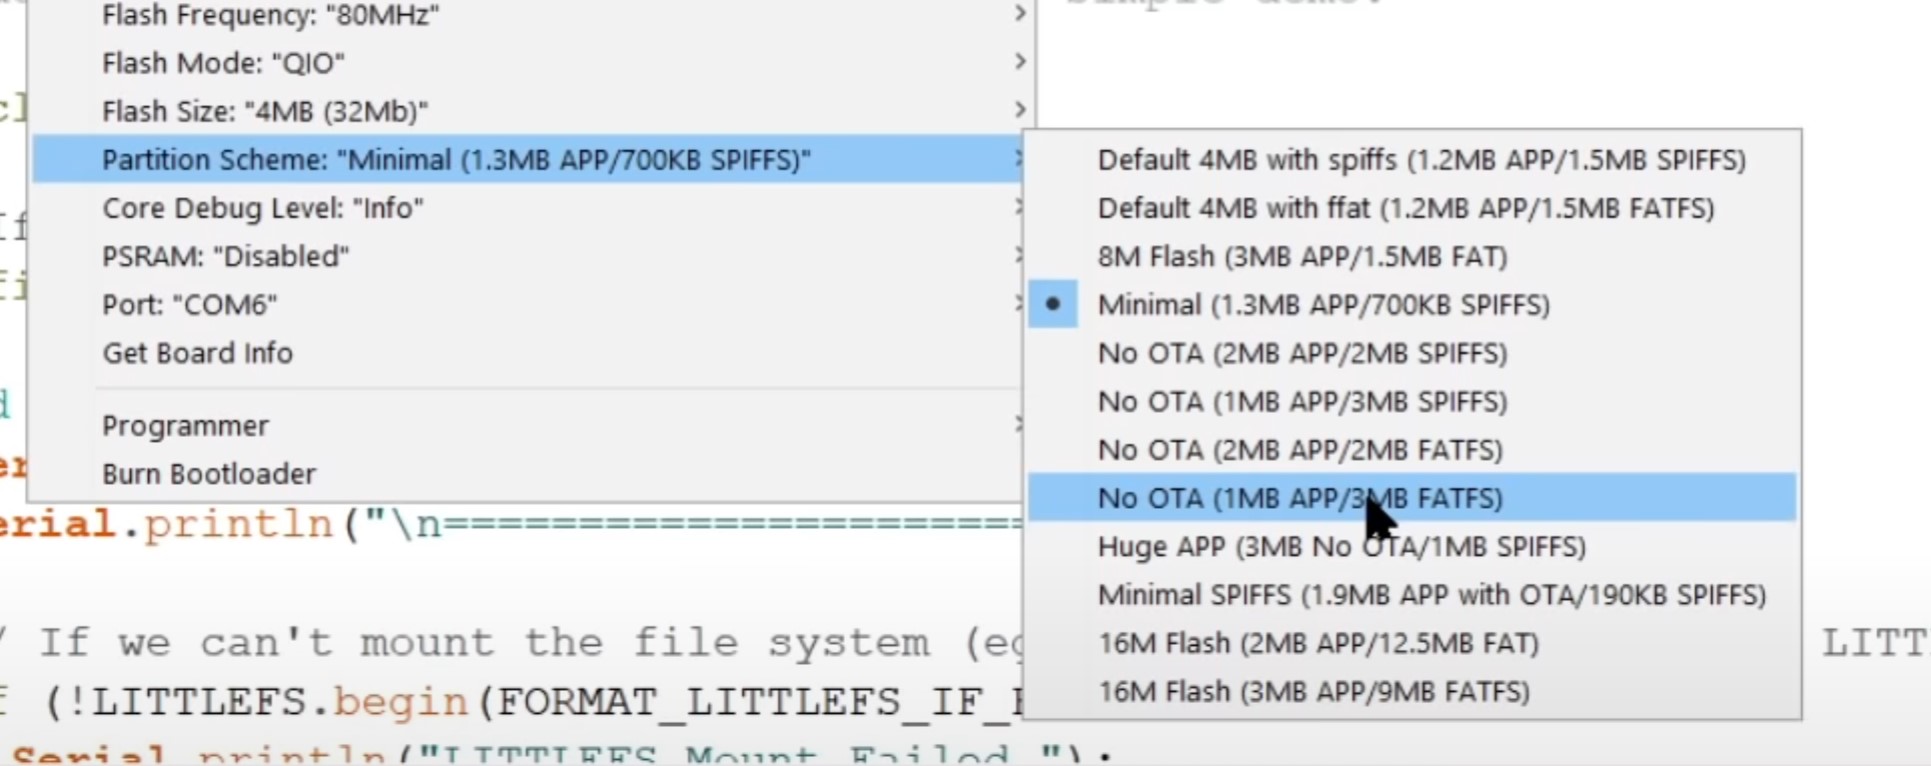 Simple demo.
Flash Frequency: "80MHz"
Flash Mode: "QIO"
Flash Size: "4MB (32Mb)"
Partition Scheme: "Minimal (1.3MB APP/700KB SPIFFS)"
Core Debug Level: "Info"
PSRAM: "Disabled"
Port: "COM6"
Get Board Info
Programmer
Burn Bootloader
Default 4MB with spiffs (1.2MB APP/1.5MB SPIFFS)
Default 4MB with ffat (1.2MB APP/1.5MB FATFS)
8M Flash (3MB APP/1.5MB FAT)
Minimal (1.3MB APP/700KB SPIFFS)
No OTA (2MB APP/2MB SPIFFS)
No OTA (1MB APP/3MB SPIFFS)
No OTA (2MB APP/2MB FATFS)
No OTA (1MB APP/3MB FATFS)
Huge APP (3MB No OTA/1MB SPIFFS)
Minimal SPIFFS (1.9MB APP with OTA/190KB SPIFFS)
16M Flash (2MB APP/12.5MB FAT)
16M Flash (3MB APP/9MB FATFS)
erial.println("\n======================
/ If we can't mount the file system (eg LITT
f (!LITTLEFS.begin(FORMAT_LITTLEFS_IF_
Serial.println("LITTLEFS Mount Failed.");